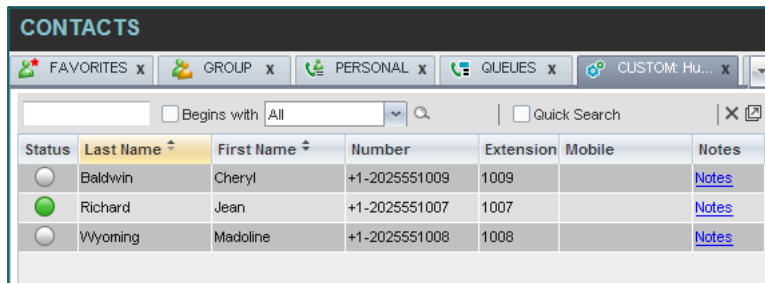 CONTACTS
FAVORITES x GROUP x PERSONAL x QUEUES x CUSTOM: Hu... x
Begins with All Quick Search
Status Last Name First Name Number Extension Mobile Notes
Baldwin Cheryl +1-2025551009 1009 Notes
Richard Jean +1-2025551007 1007 Notes
Wyoming Madoline +1-2025551008 1008 Notes